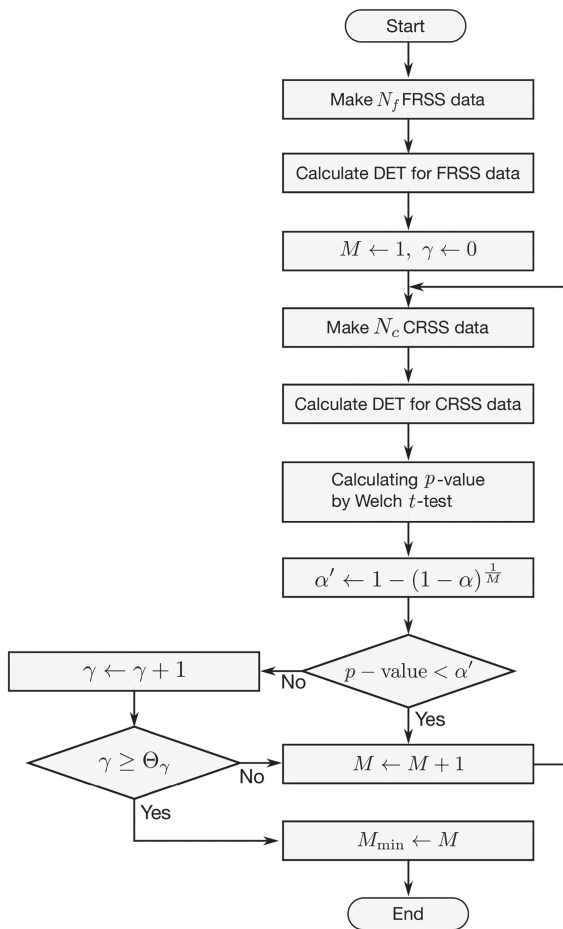 Start
Make N_f FRSS data
Calculate DET for FRSS data
M ← 1, γ ← 0
Make N_c CRSS data
Calculate DET for CRSS data
Calculating p-value
by Welch t-test
α′ ← 1 − (1 − α)^{1/M}
p − value < α′
No
Yes
γ ← γ + 1
γ ≥ Θ_γ
No
Yes
M ← M + 1
M_min ← M
End